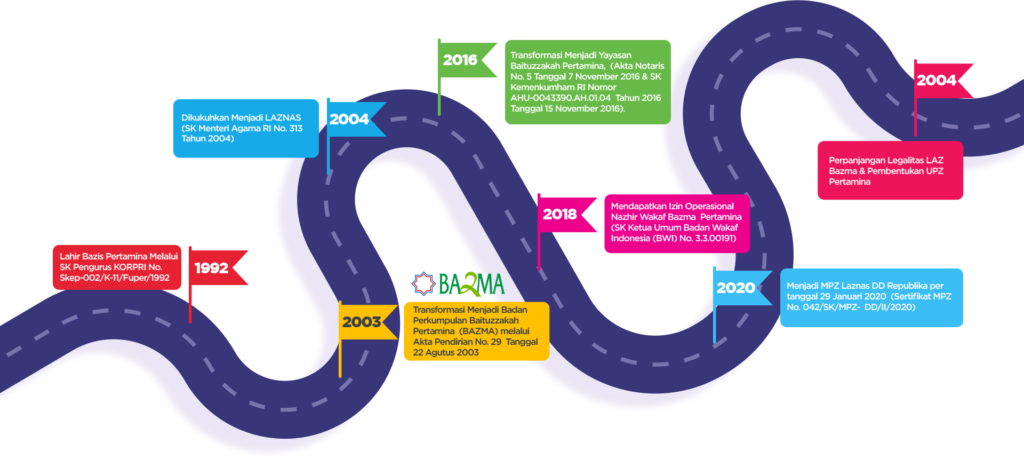 Lahir Bazis Pertamina Melalui
SK Pengurus KORPRI No.
Skep-002/K-11/Fuper/1992
1992
2003
BAZMA
Transformasi Menjadi Badan
Perkumpulan Baituzzakah
Pertamina (BAZMA) melalui
Akta Pendirian No. 29 Tanggal
22 Agutus 2003
Dikukuhkan Menjadi LAZNAS
(SK Menteri Agama RI No. 313
Tahun 2004)
2004
2016
Transformasi Menjadi Yayasan
Baituzzakah Pertamina, (Akta Notaris
No. 5 Tanggal 7 November 2016 & SK
Kemenkumham RI Nomor
AHU-0043390.AH.01.04 Tahun 2016
Tanggal 15 November 2016).
2018
Mendapatkan Izin Operasional
Nazhir Wakaf Bazma Pertamina
(SK Ketua Umum Badan Wakaf
Indonesia (BWI) No. 3.3.00191)
2020
Menjadi MPZ Laznas DD Republika per
tanggal 29 Januari 2020 (Sertifikat MPZ
No. 042/SK/MPZ- DD/II/2020)
2004
Perpanjangan Legalitas LAZ
Bazma & Pembentukan UPZ
Pertamina